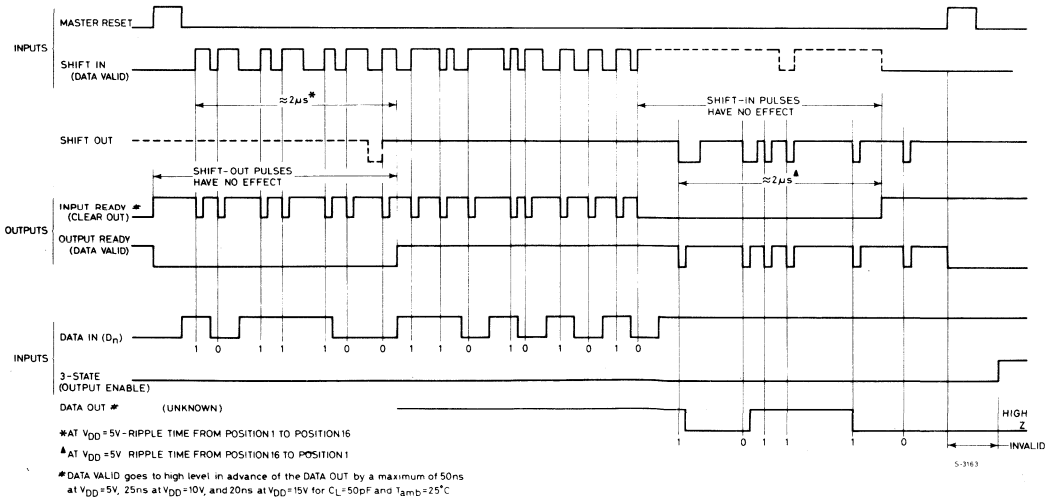 MASTER RESET
INPUTS
SHIFT IN
(DATA VALID)
≈2µs*
SHIFT-IN PULSES
HAVE NO EFFECT
SHIFT OUT
SHIFT-OUT PULSES
HAVE NO EFFECT
≈2µs▲
INPUT READY *
(CLEAR OUT)
OUTPUTS
OUTPUT READY
(DATA VALID)
DATA IN (Dn)
1 0 1 1 1 0 0 1 1 0 1 0 1 0
INPUTS
3-STATE
(OUTPUT ENABLE)
DATA OUT * (UNKNOWN)
HIGH
Z
1 0 1 1 1 0
INVALID
*AT VDD=5V-RIPPLE TIME FROM POSITION 1 TO POSITION 16
▲AT VDD=5V RIPPLE TIME FROM POSITION 16 TO POSITION 1
S-3163
*DATA VALID goes to high level in advance of the DATA OUT by a maximum of 50ns
at VDD=5V, 25ns at VDD=10V, and 20ns at VDD=15V for CL=50pF and Tamb=25°C